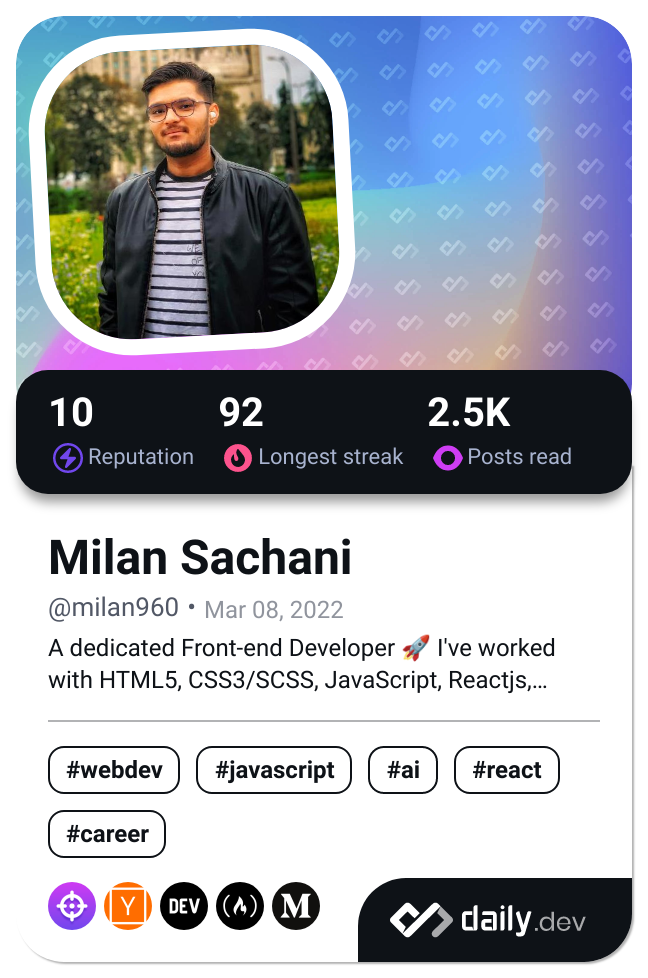 10 92 2.5K
Reputation Longest streak Posts read
Milan Sachani
@milan960 • Mar 08, 2022
A dedicated Front-end Developer 🚀 I've worked
with HTML5, CSS3/SCSS, JavaScript, Reactjs,...
#webdev #javascript #ai #react
#career
Y DEV M
daily.dev